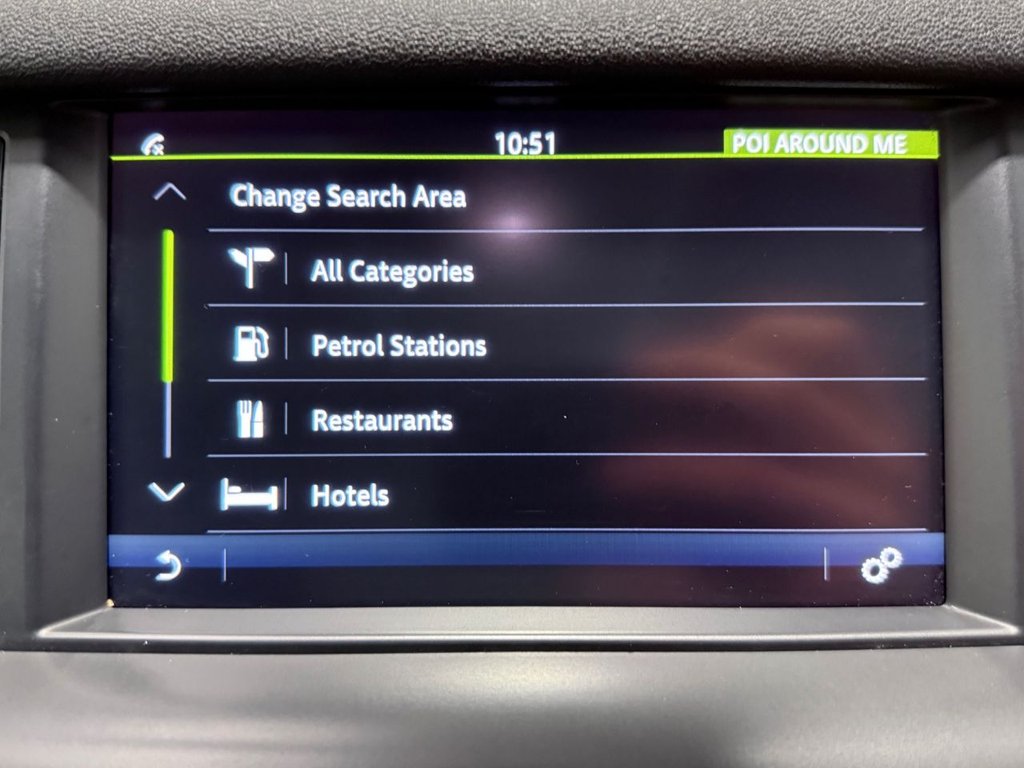 10:51
POI AROUND ME
Change Search Area
All Categories
Petrol Stations
Restaurants
Hotels